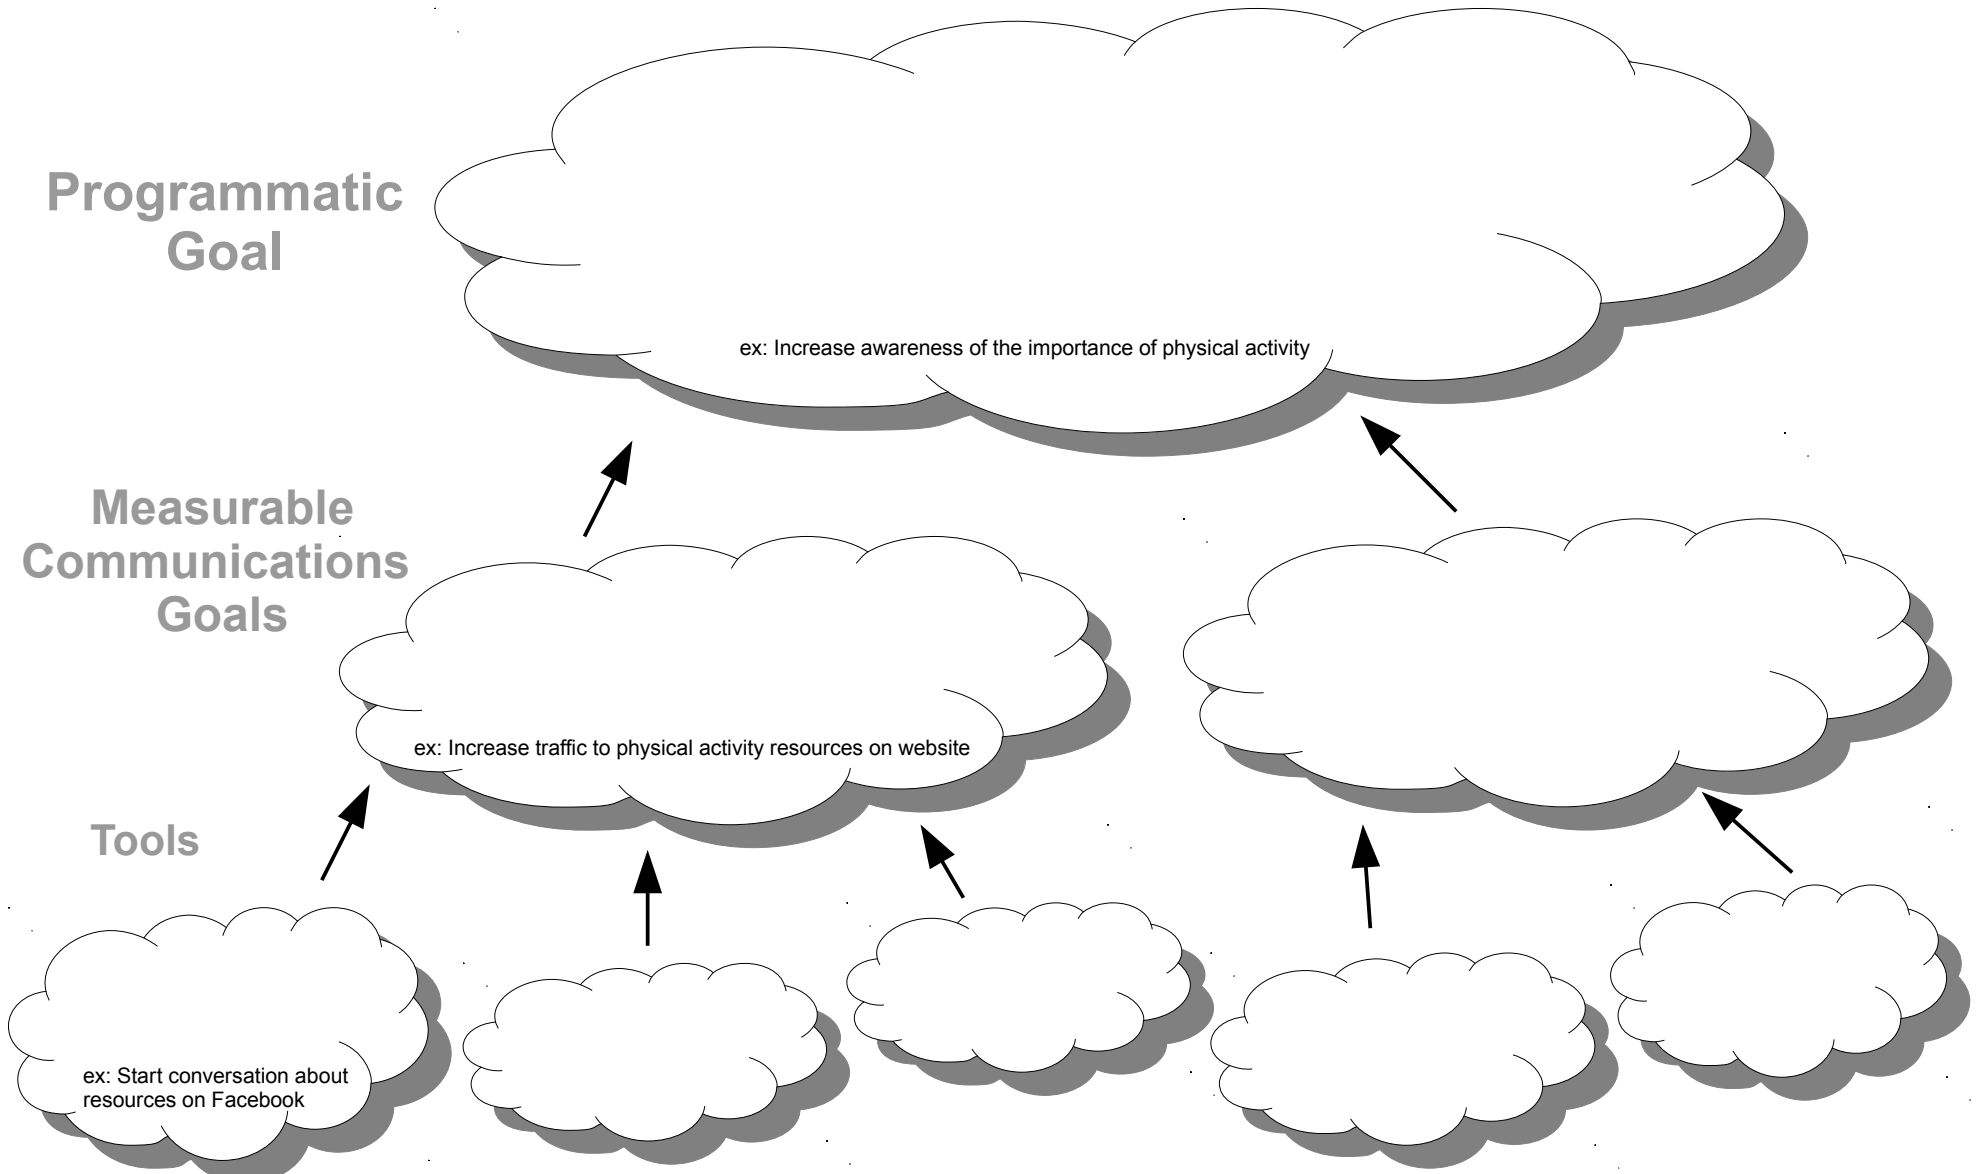 Programmatic
Goal
ex: Increase awareness of the importance of physical activity
Measurable
Communications
Goals
ex: Increase traffic to physical activity resources on website
Tools
ex: Start conversation about
resources on Facebook